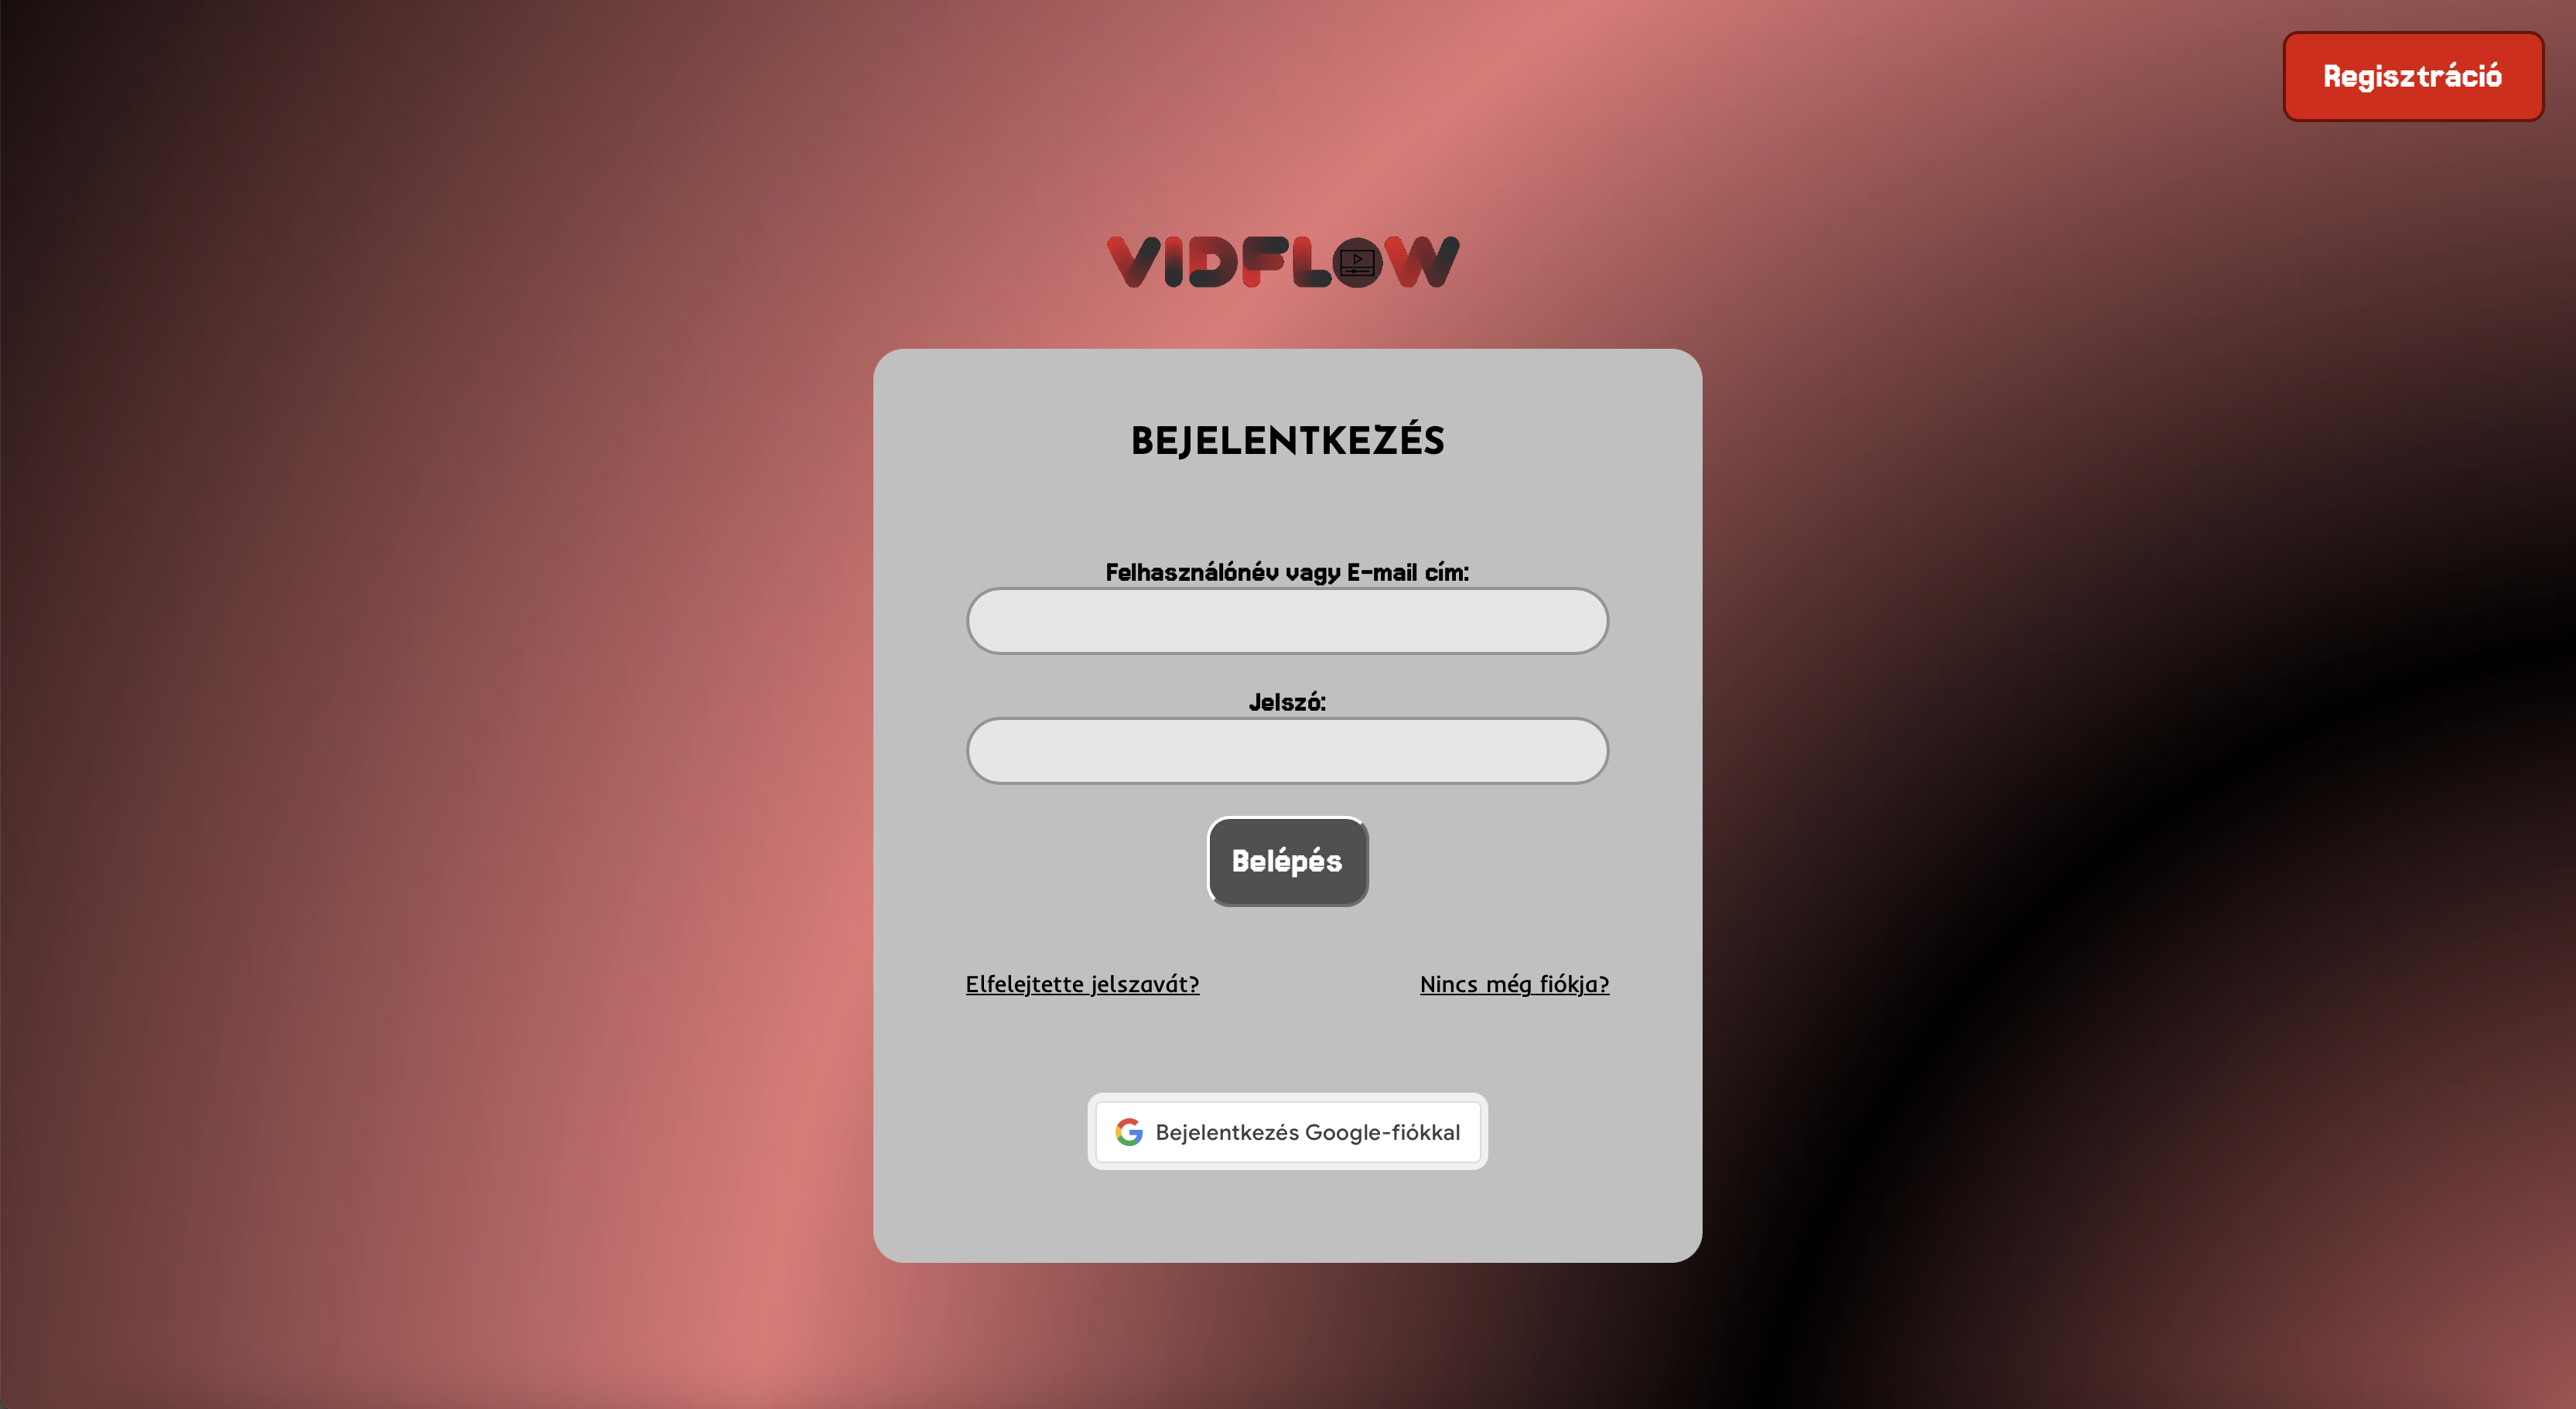 Regisztráció
VIDFLOW
BEJELENTKEZÉS
Felhasználónév vagy E-mail cím:
Jelszó:
Belépés
Elfelejtette jelszavát? Nincs még fiókja?
Bejelentkezés Google-fiókkal